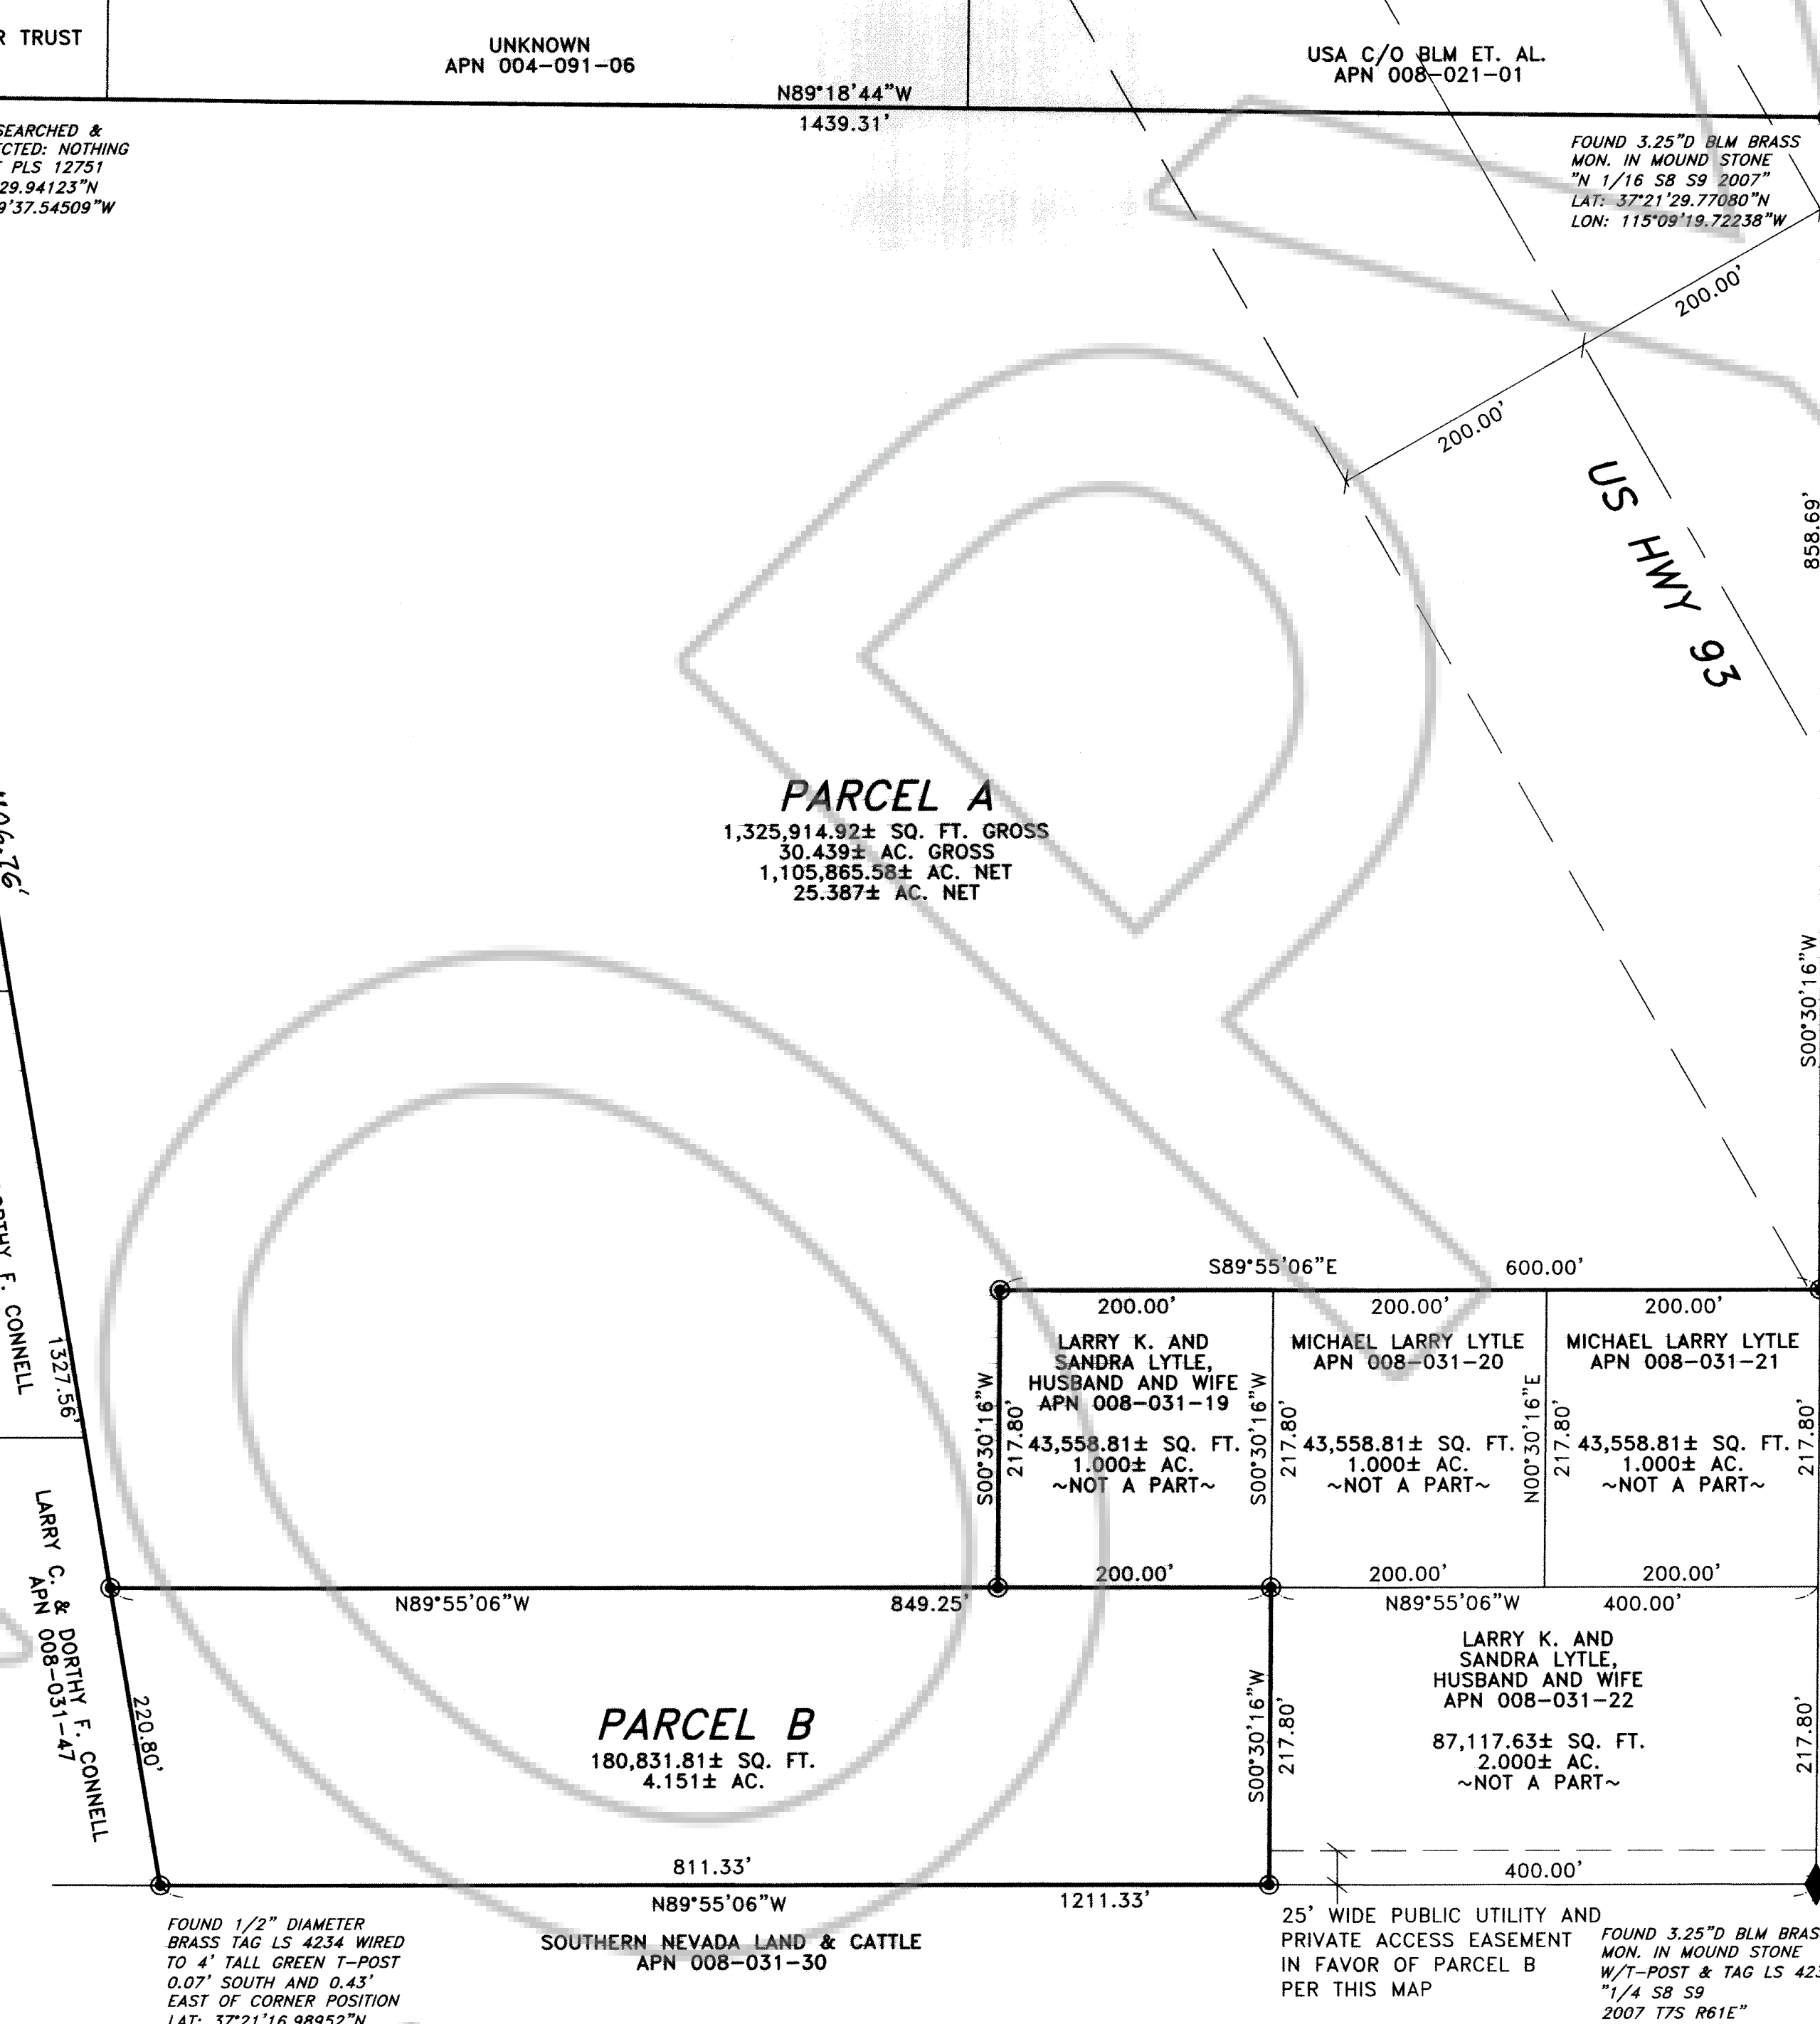 R TRUST
UNKNOWN
APN 004-091-06
USA C/O BLM ET. AL.
APN 008-021-01
N89°18'44"W
1439.31'
SEARCHED &
CTED: NOTHING
PLS 12751
29.94123"N
9'37.54509"W
FOUND 3.25"D BLM BRASS
MON. IN MOUND STONE
"N 1/16 S8 S9 2007"
LAT: 37°21'29.77080"N
LON: 115°09'19.72238"W
200.00'
200.00'
US HWY 93
858.69'
S00°30'16"W
PARCEL A
1,325,914.92± SQ. FT. GROSS
30.439± AC. GROSS
1,105,865.58± AC. NET
25.387± AC. NET
1327.56'
ORTHY F. CONNELL
S89°55'06"E
600.00'
200.00'
200.00'
200.00'
LARRY K. AND
SANDRA LYTLE,
HUSBAND AND WIFE
APN 008-031-19
43,558.81± SQ. FT.
1.000± AC.
~NOT A PART~
MICHAEL LARRY LYTLE
APN 008-031-20
43,558.81± SQ. FT.
1.000± AC.
~NOT A PART~
MICHAEL LARRY LYTLE
APN 008-031-21
43,558.81± SQ. FT.
1.000± AC.
~NOT A PART~
S00°30'16"W
217.80'
S00°30'16"W
217.80'
N00°30'16"E
217.80'
217.80'
200.00'
200.00'
200.00'
N89°55'06"W
849.25'
N89°55'06"W
400.00'
LARRY C. & DORTHY F. CONNELL
APN 008-031-47
220.80'
PARCEL B
180,831.81± SQ. FT.
4.151± AC.
S00°30'16"W
217.80'
LARRY K. AND
SANDRA LYTLE,
HUSBAND AND WIFE
APN 008-031-22
87,117.63± SQ. FT.
2.000± AC.
~NOT A PART~
217.80'
811.33'
400.00'
N89°55'06"W
1211.33'
SOUTHERN NEVADA LAND & CATTLE
APN 008-031-30
FOUND 1/2" DIAMETER
BRASS TAG LS 4234 WIRED
TO 4' TALL GREEN T-POST
0.07' SOUTH AND 0.43'
EAST OF CORNER POSITION
LAT: 37°21'16.98952"N
25' WIDE PUBLIC UTILITY AND
PRIVATE ACCESS EASEMENT
IN FAVOR OF PARCEL B
PER THIS MAP
FOUND 3.25"D BLM BRAS
MON. IN MOUND STONE
W/T-POST & TAG LS 423
"1/4 S8 S9
2007 T7S R61E"